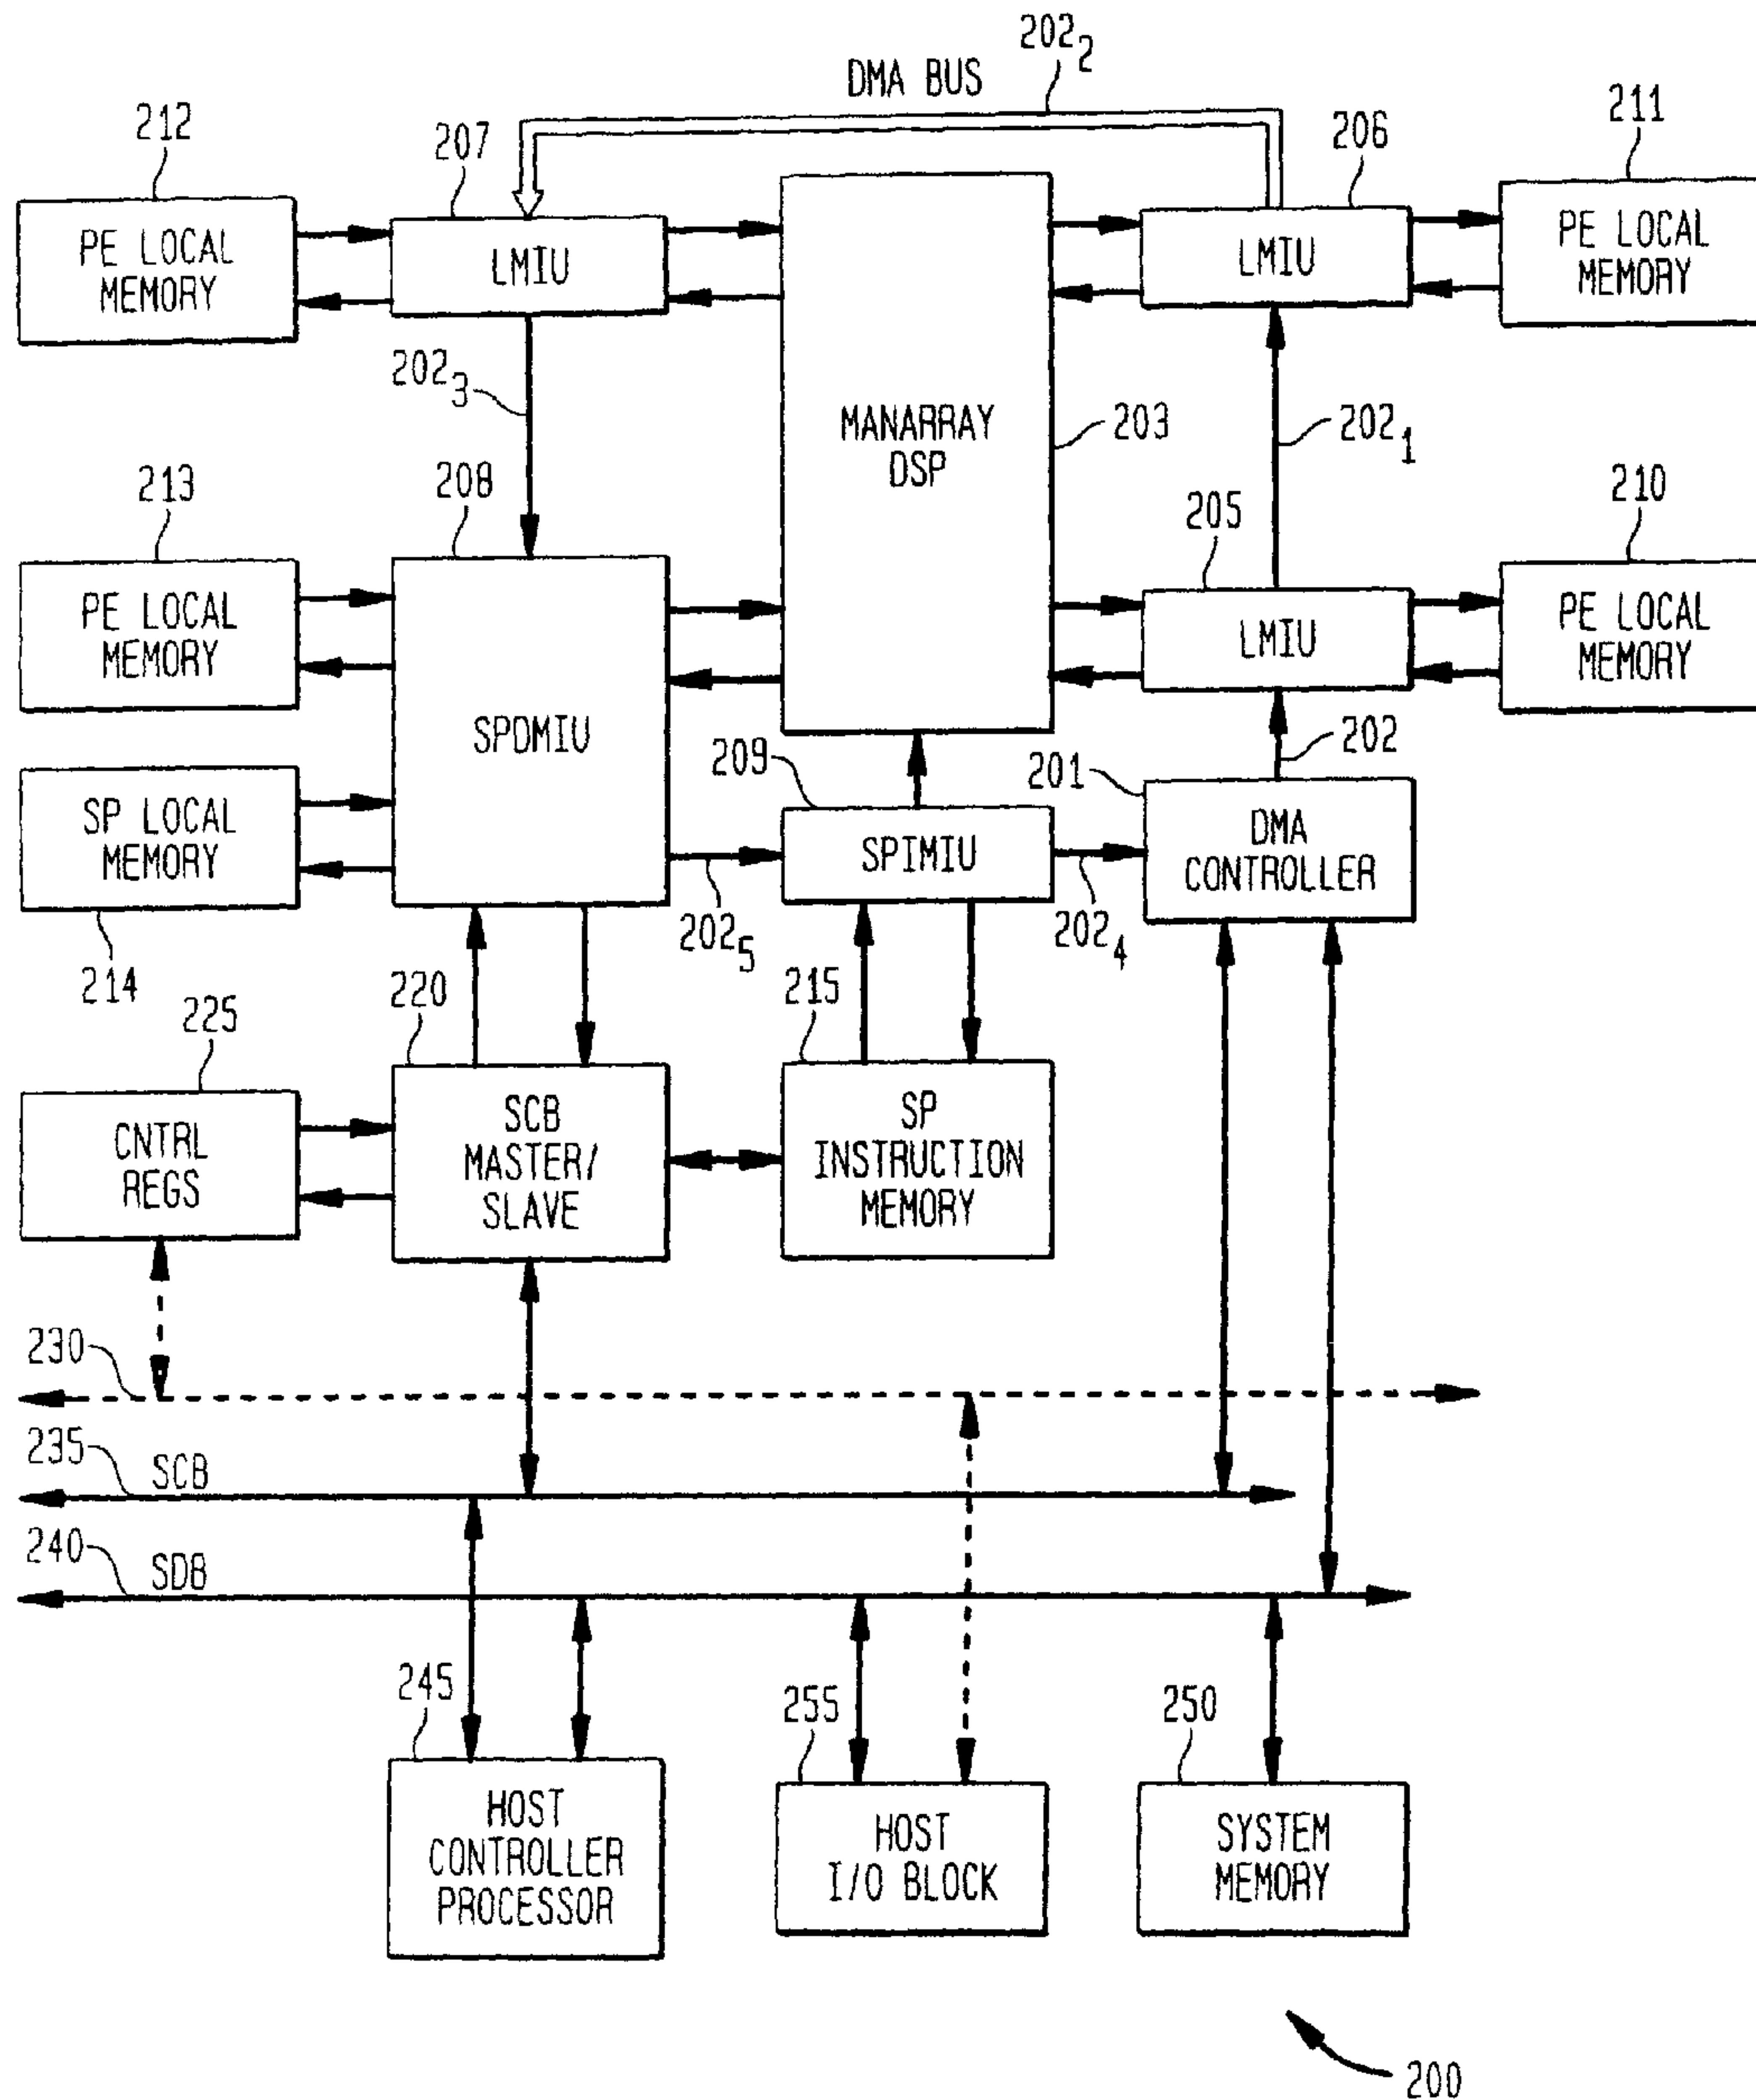 202₂
DMA BUS
212
207
206
211
PE LOCAL
MEMORY
LMIU
LMIU
PE LOCAL
MEMORY
202₃
MANARRAY
DSP
203
202₁
213
208
205
210
PE LOCAL
MEMORY
SPDMIU
LMIU
PE LOCAL
MEMORY
209
201
202
SP LOCAL
MEMORY
SPIMIU
DMA
CONTROLLER
214
202₅
202₄
225
220
215
CNTRL
REGS
SCB
MASTER/
SLAVE
SP
INSTRUCTION
MEMORY
230
235
SCB
240
SDB
245
255
250
HOST
CONTROLLER
PROCESSOR
HOST
I/O BLOCK
SYSTEM
MEMORY
200